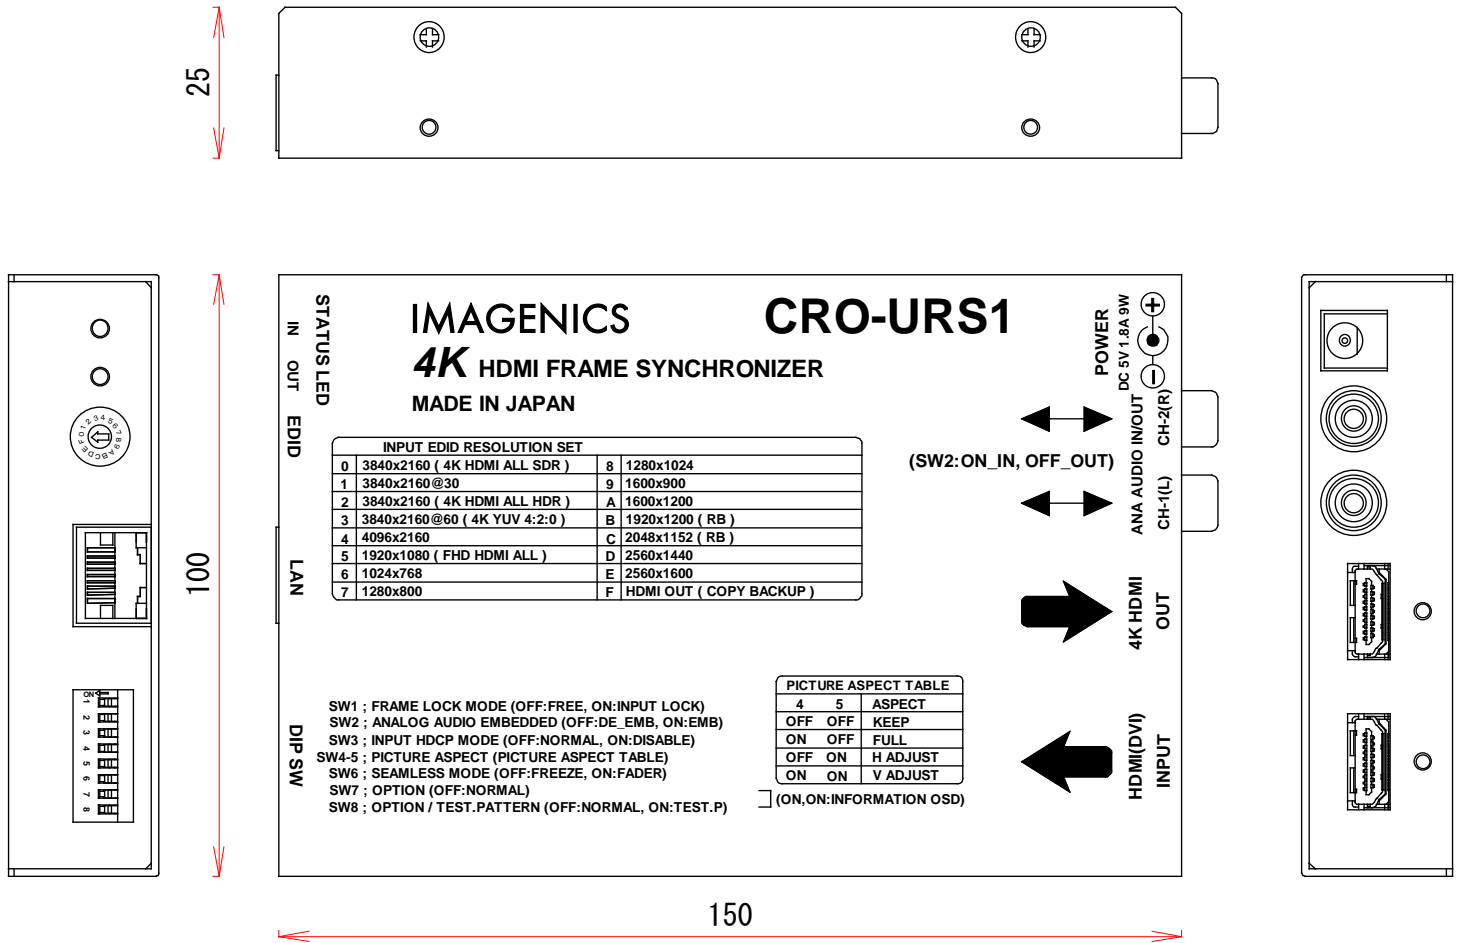 25
100
150
IMAGENICS
CRO-URS1
4K HDMI FRAME SYNCHRONIZER
MADE IN JAPAN
STATUS LED
IN OUT
EDID
LAN
DIP SW
INPUT EDID RESOLUTION SET
0 3840x2160 ( 4K HDMI ALL SDR ) 8 1280x1024
1 3840x2160@30 9 1600x900
2 3840x2160 ( 4K HDMI ALL HDR ) A 1600x1200
3 3840x2160@60 ( 4K YUV 4:2:0 ) B 1920x1200 ( RB )
4 4096x2160 C 2048x1152 ( RB )
5 1920x1080 ( FHD HDMI ALL ) D 2560x1440
6 1024x768 E 2560x1600
7 1280x800 F HDMI OUT ( COPY BACKUP )
SW1 ; FRAME LOCK MODE (OFF:FREE, ON:INPUT LOCK)
SW2 ; ANALOG AUDIO EMBEDDED (OFF:DE_EMB, ON:EMB)
SW3 ; INPUT HDCP MODE (OFF:NORMAL, ON:DISABLE)
SW4-5 ; PICTURE ASPECT (PICTURE ASPECT TABLE)
SW6 ; SEAMLESS MODE (OFF:FREEZE, ON:FADER)
SW7 ; OPTION (OFF:NORMAL)
SW8 ; OPTION / TEST.PATTERN (OFF:NORMAL, ON:TEST.P)
(ON,ON:INFORMATION OSD)
PICTURE ASPECT TABLE
4 5 ASPECT
OFF OFF KEEP
ON OFF FULL
OFF ON H ADJUST
ON ON V ADJUST
POWER
DC 5V 1.8A 9W
ANA AUDIO IN/OUT
CH-2(R)
CH-1(L)
(SW2:ON_IN, OFF_OUT)
4K HDMI
OUT
HDMI(DVI)
INPUT
0123456789ABCDEF
ON
1
2
3
4
5
6
7
8